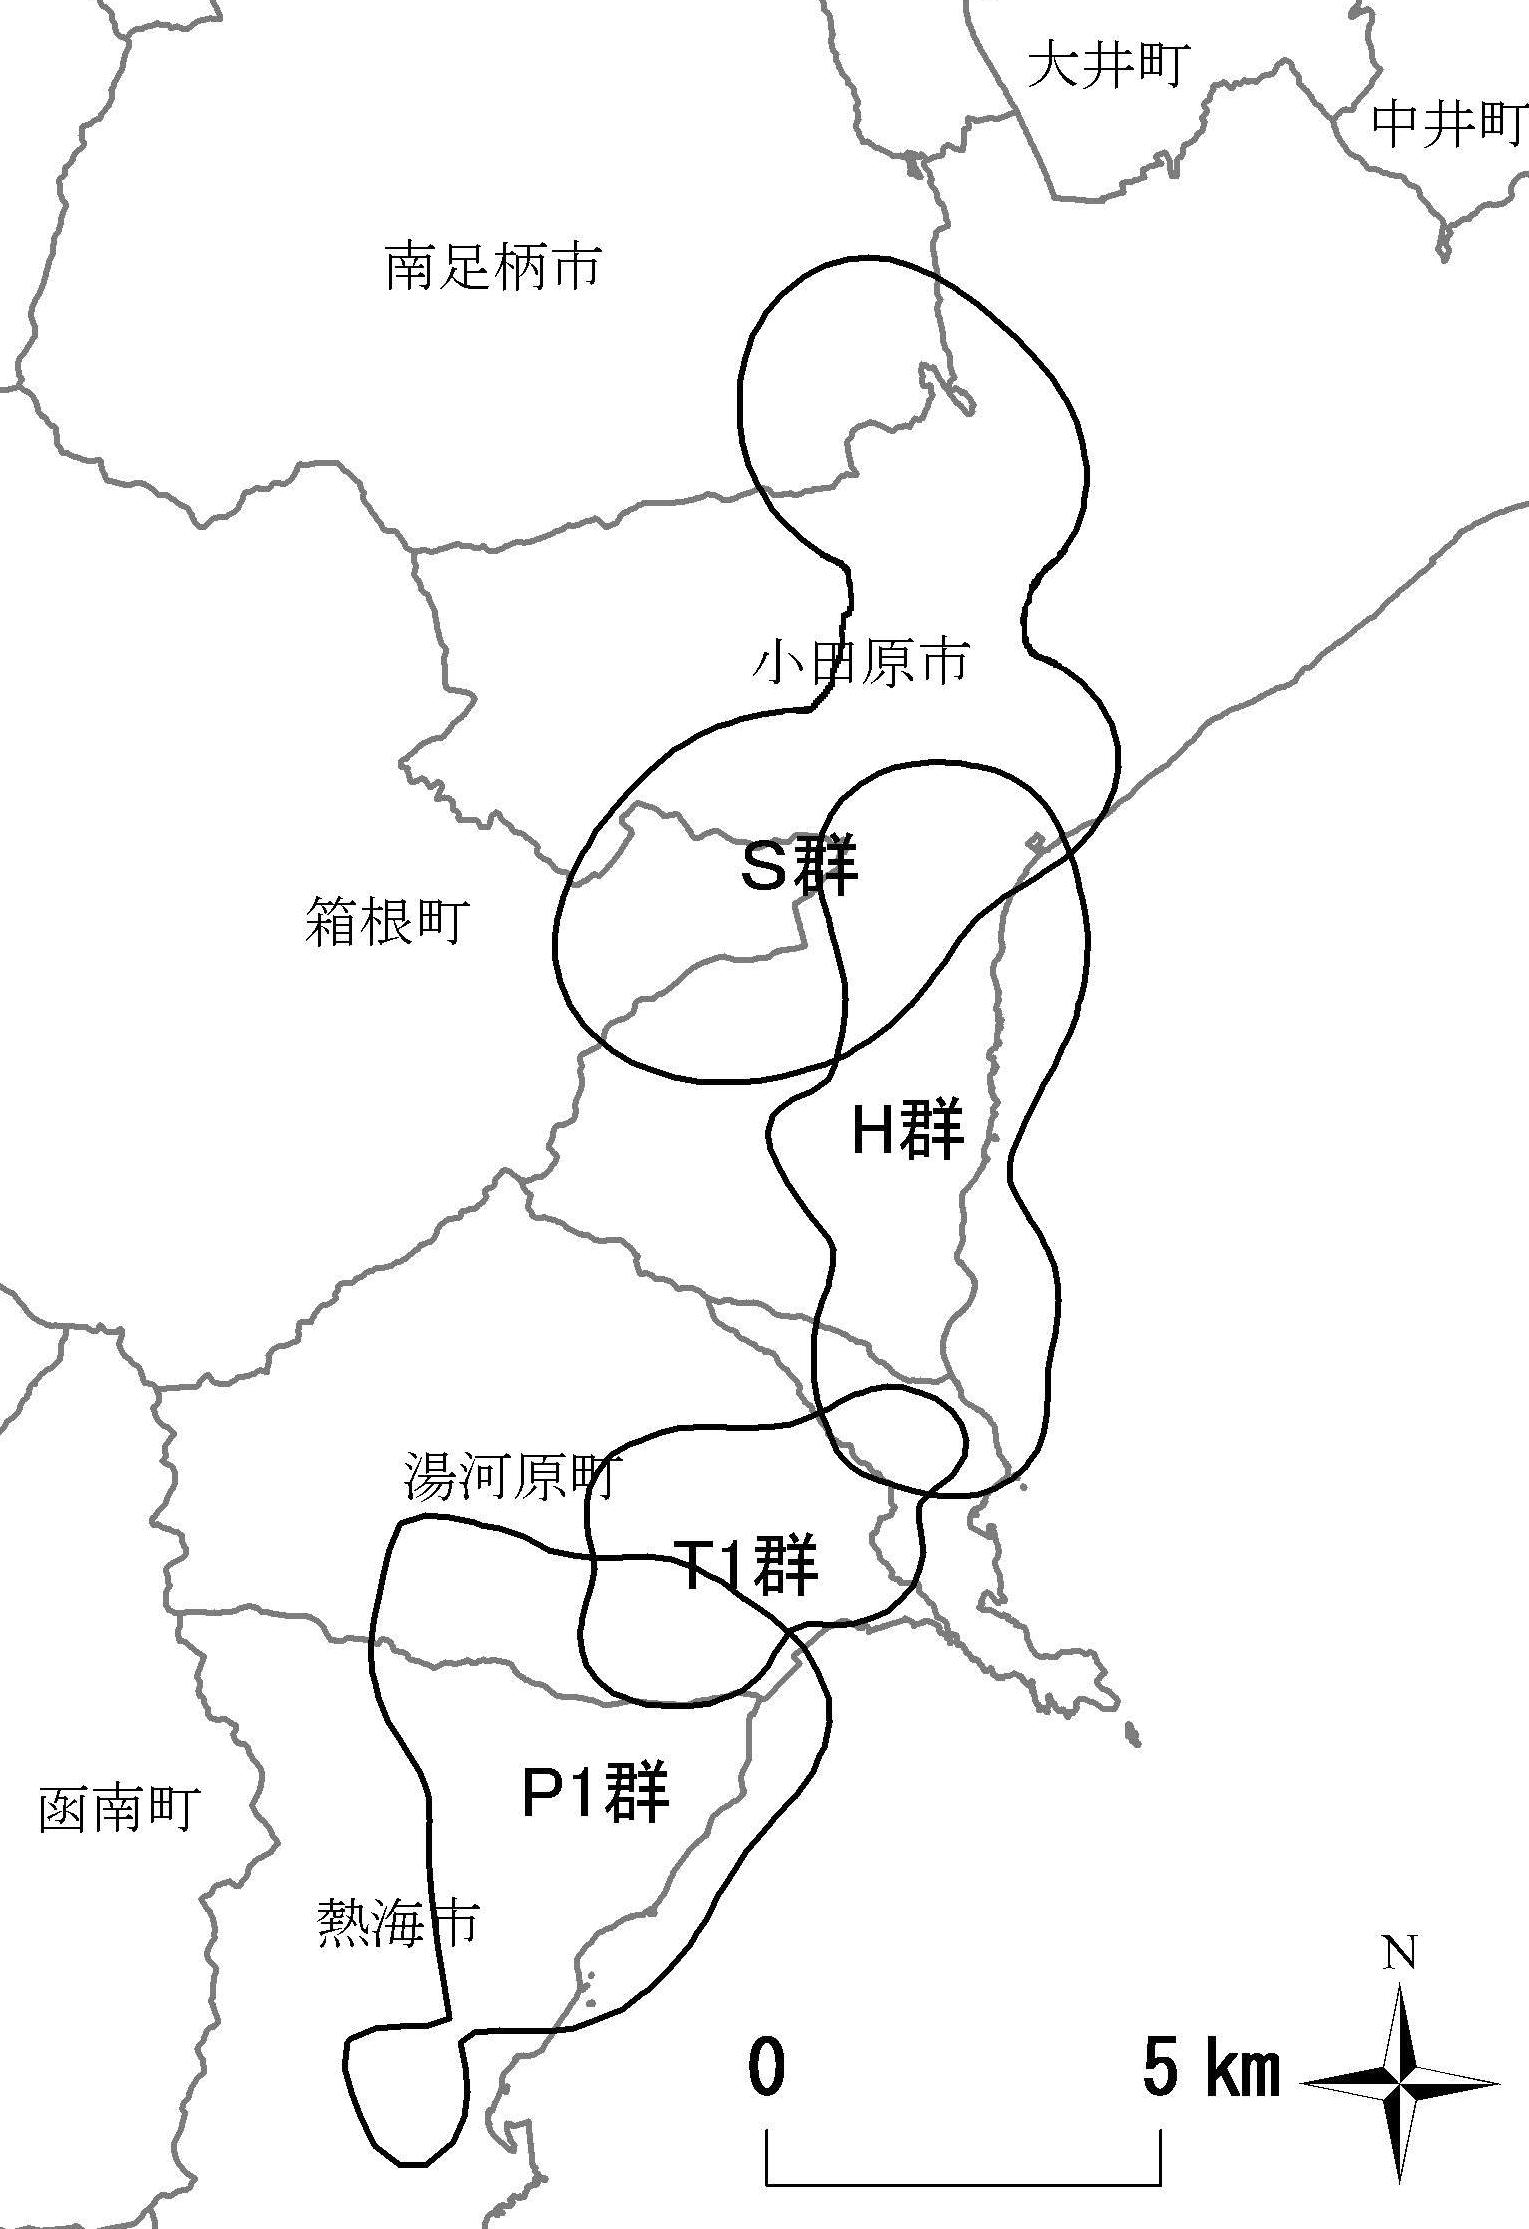 大井町
中井町
南足柄市
小田原市
S群
箱根町
H群
湯河原町
T1群
P1群
函南町
熱海市
N
0 5 km